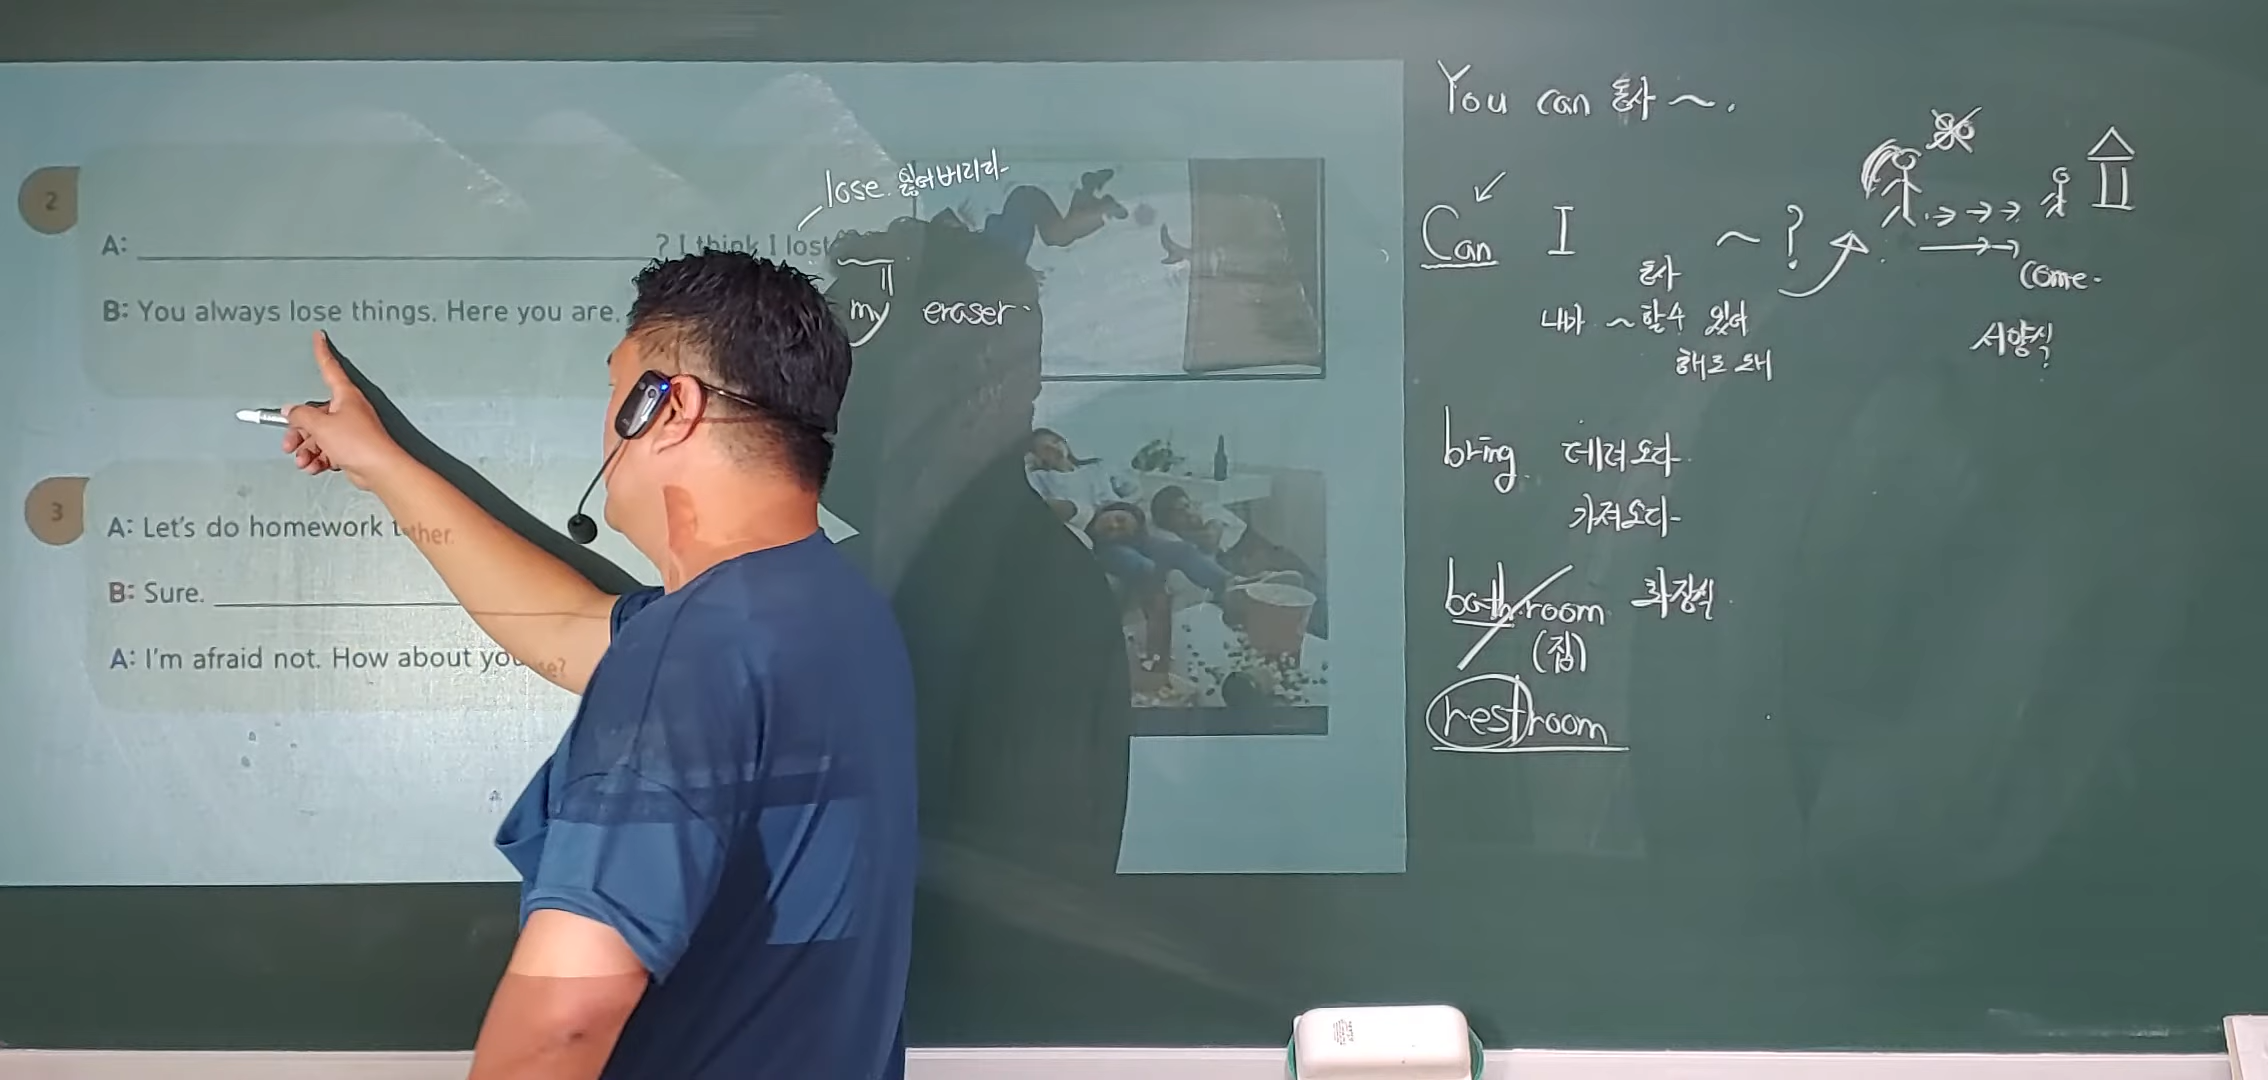 2
A: ? I think I lost
lose. 잃어버리다
B: You always lose things. Here you are.
my eraser.
3
A: Let's do homework ther.
B: Sure.
A: I'm afraid not. How about you se?
You can 동사 ~.
Can I ~ ?
동사
내가 ~할 수 있어
해도 돼
come.
서양식?
bring 데려오다
가져오다
bathroom 화장실
(집)
restroom